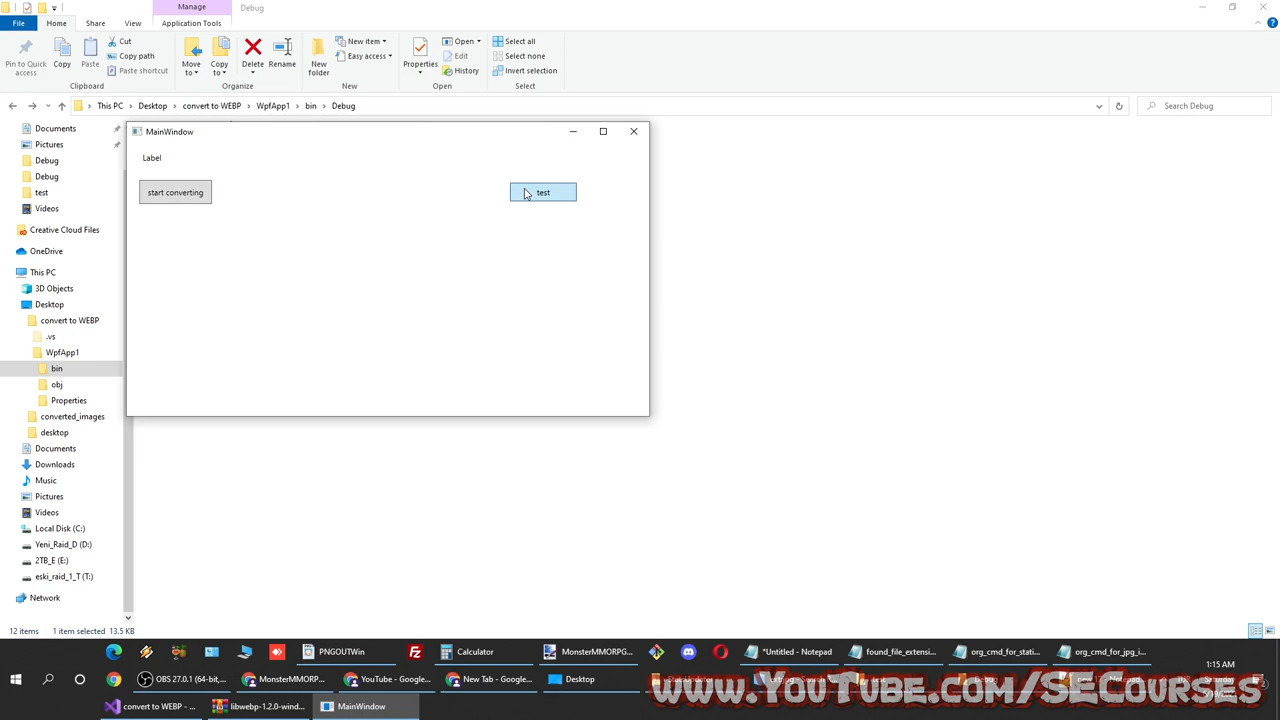 Manage
Debug
File
Home
Share
View
Application Tools
Pin to Quick access
Copy
Paste
Cut
Copy path
Paste shortcut
Clipboard
Move to
Copy to
Delete
Rename
Organize
New folder
New item
Easy access
New
Properties
Open
Edit
History
Open
Select all
Select none
Invert selection
Select
This PC > Desktop > convert to WEBP > WpfApp1 > bin > Debug
Search Debug
Documents
Pictures
Debug
Debug
test
Videos
Creative Cloud Files
OneDrive
This PC
3D Objects
Desktop
convert to WEBP
.vs
WpfApp1
bin
obj
Properties
converted_images
desktop
Documents
Downloads
Music
Pictures
Videos
Local Disk (C:)
Yeni_Raid_D (D:)
2TB_E (E:)
eski_raid_1_T (T:)
Network
MainWindow
Label
start converting
test
12 items
1 item selected 13.5 KB
PNGOUTWin
Calculator
MonsterMMORPG...
*Untitled - Notepad
found_file_extensi...
org_cmd_for_stati...
org_cmd_for_jpg_i...
OBS 27.0.1 (64-bit,...
MonsterMMORP...
YouTube - Google...
New Tab - Google...
Desktop
1:15 AM
Saturday
convert to WEBP - ...
libwebp-1.2.0-wind...
MainWindow
www.YouTube.com/SECourses